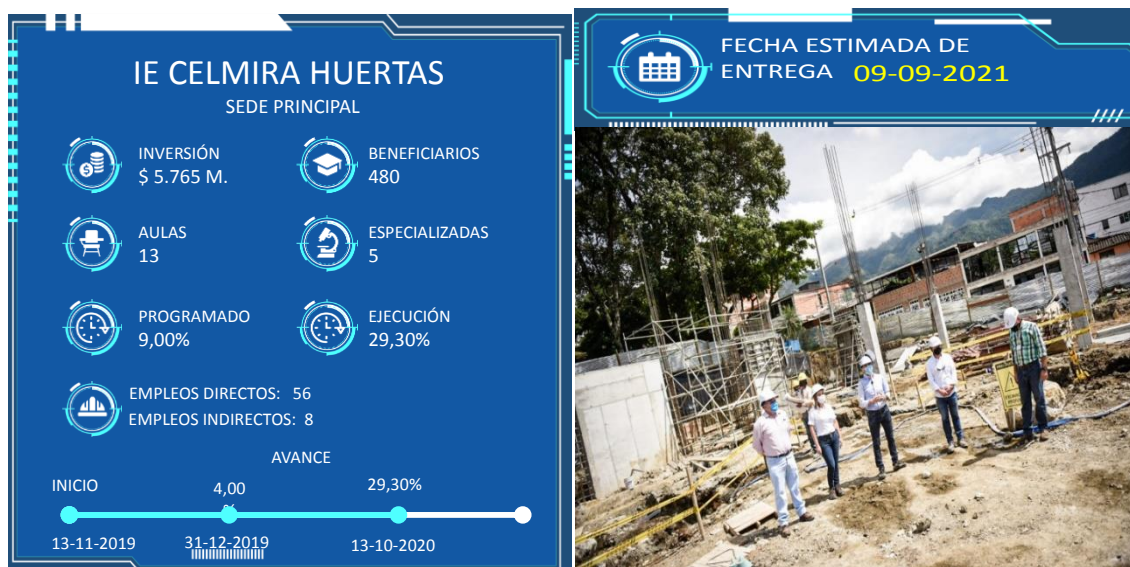 IE CELMIRA HUERTAS
SEDE PRINCIPAL
INVERSIÓN
$ 5.765 M.
BENEFICIARIOS
480
AULAS
13
ESPECIALIZADAS
5
PROGRAMADO
9,00%
EJECUCIÓN
29,30%
EMPLEOS DIRECTOS: 56
EMPLEOS INDIRECTOS: 8
AVANCE
INICIO
4,00
%
29,30%
13-11-2019
31-12-2019
13-10-2020
FECHA ESTIMADA DE
ENTREGA 09-09-2021